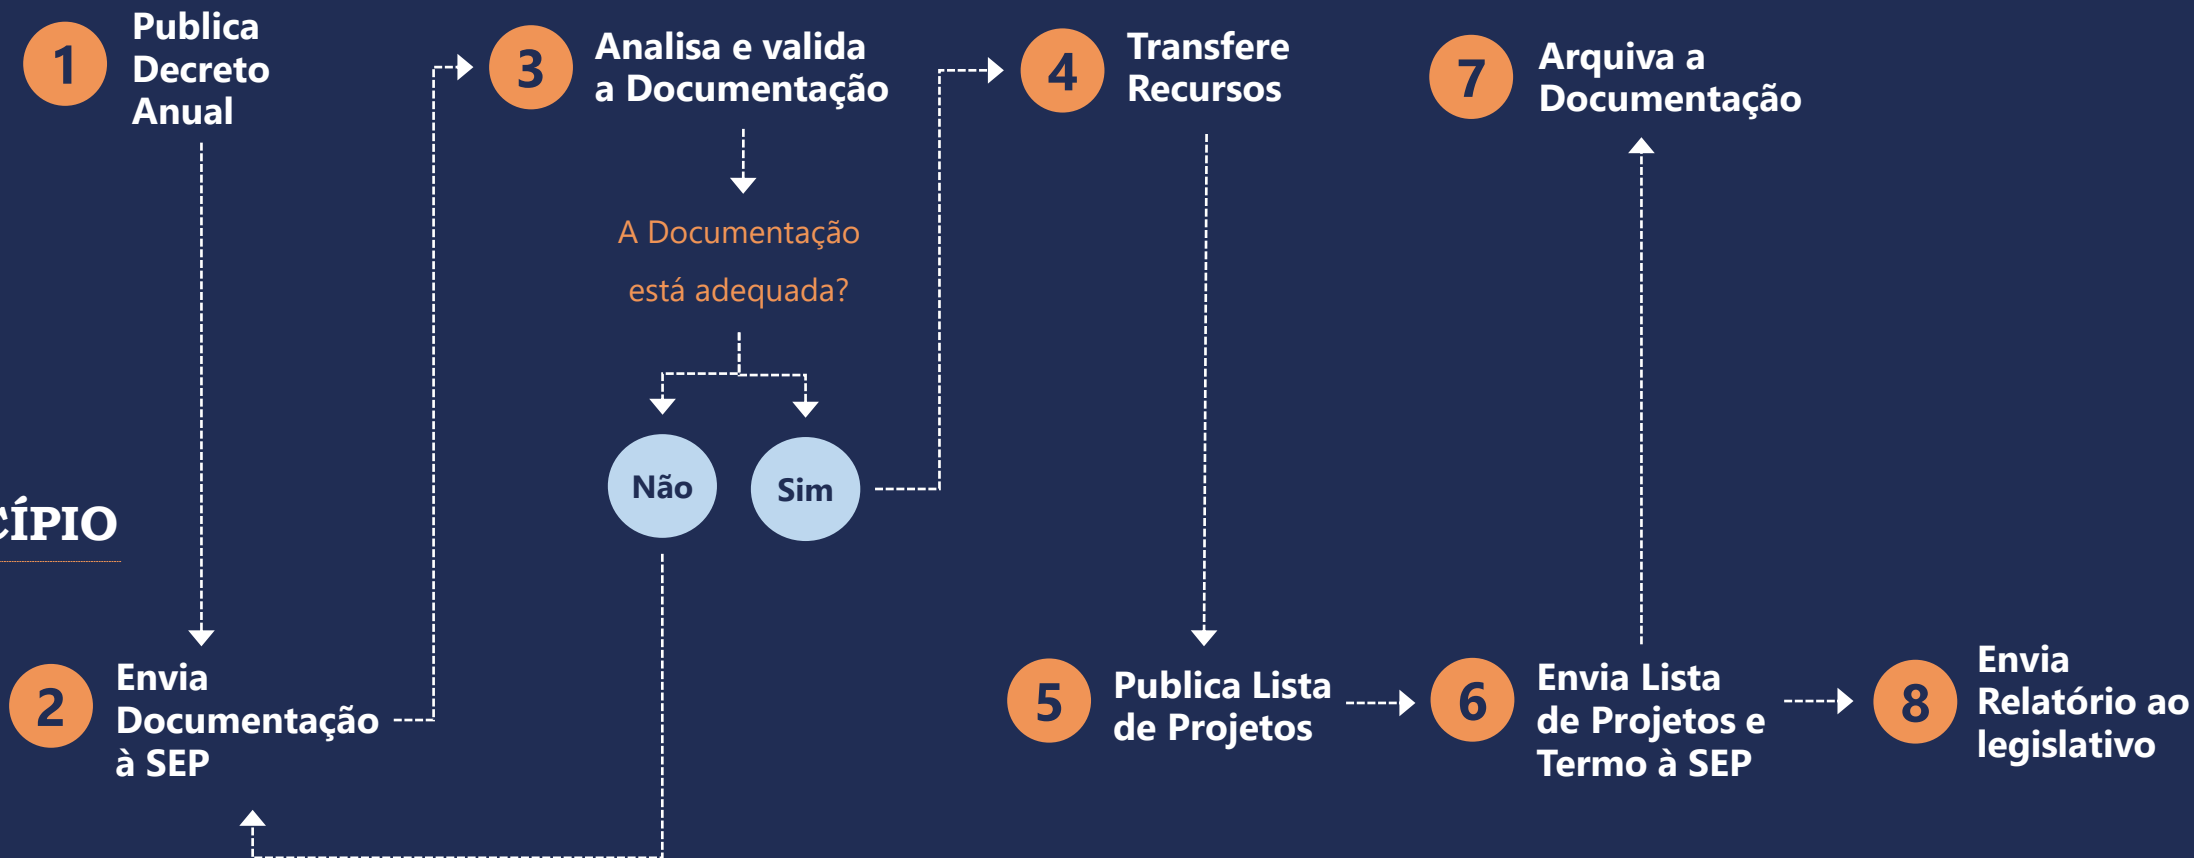 1
Publica
Decreto
Anual
3
Analisa e valida
a Documentação
4
Transfere
Recursos
7
Arquiva a
Documentação
A Documentação
está adequada?
Não
Sim
CÍPIO
2
Envia
Documentação
à SEP
5
Publica Lista
de Projetos
6
Envia Lista
de Projetos e
Termo à SEP
8
Envia
Relatório ao
legislativo